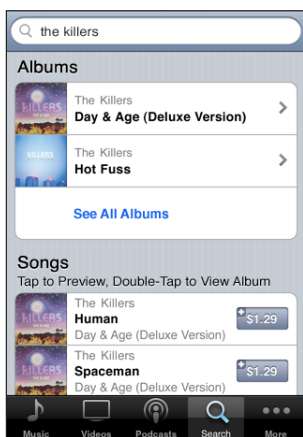 the killers
Albums
The Killers
Day & Age (Deluxe Version)
The Killers
Hot Fuss
See All Albums
Songs
Tap to Preview, Double-Tap to View Album
The Killers
Human
Day & Age (Deluxe Version)
$1.29
The Killers
Spaceman
Day & Age (Deluxe Version)
$1.29
Music
Videos
Podcasts
Search
More